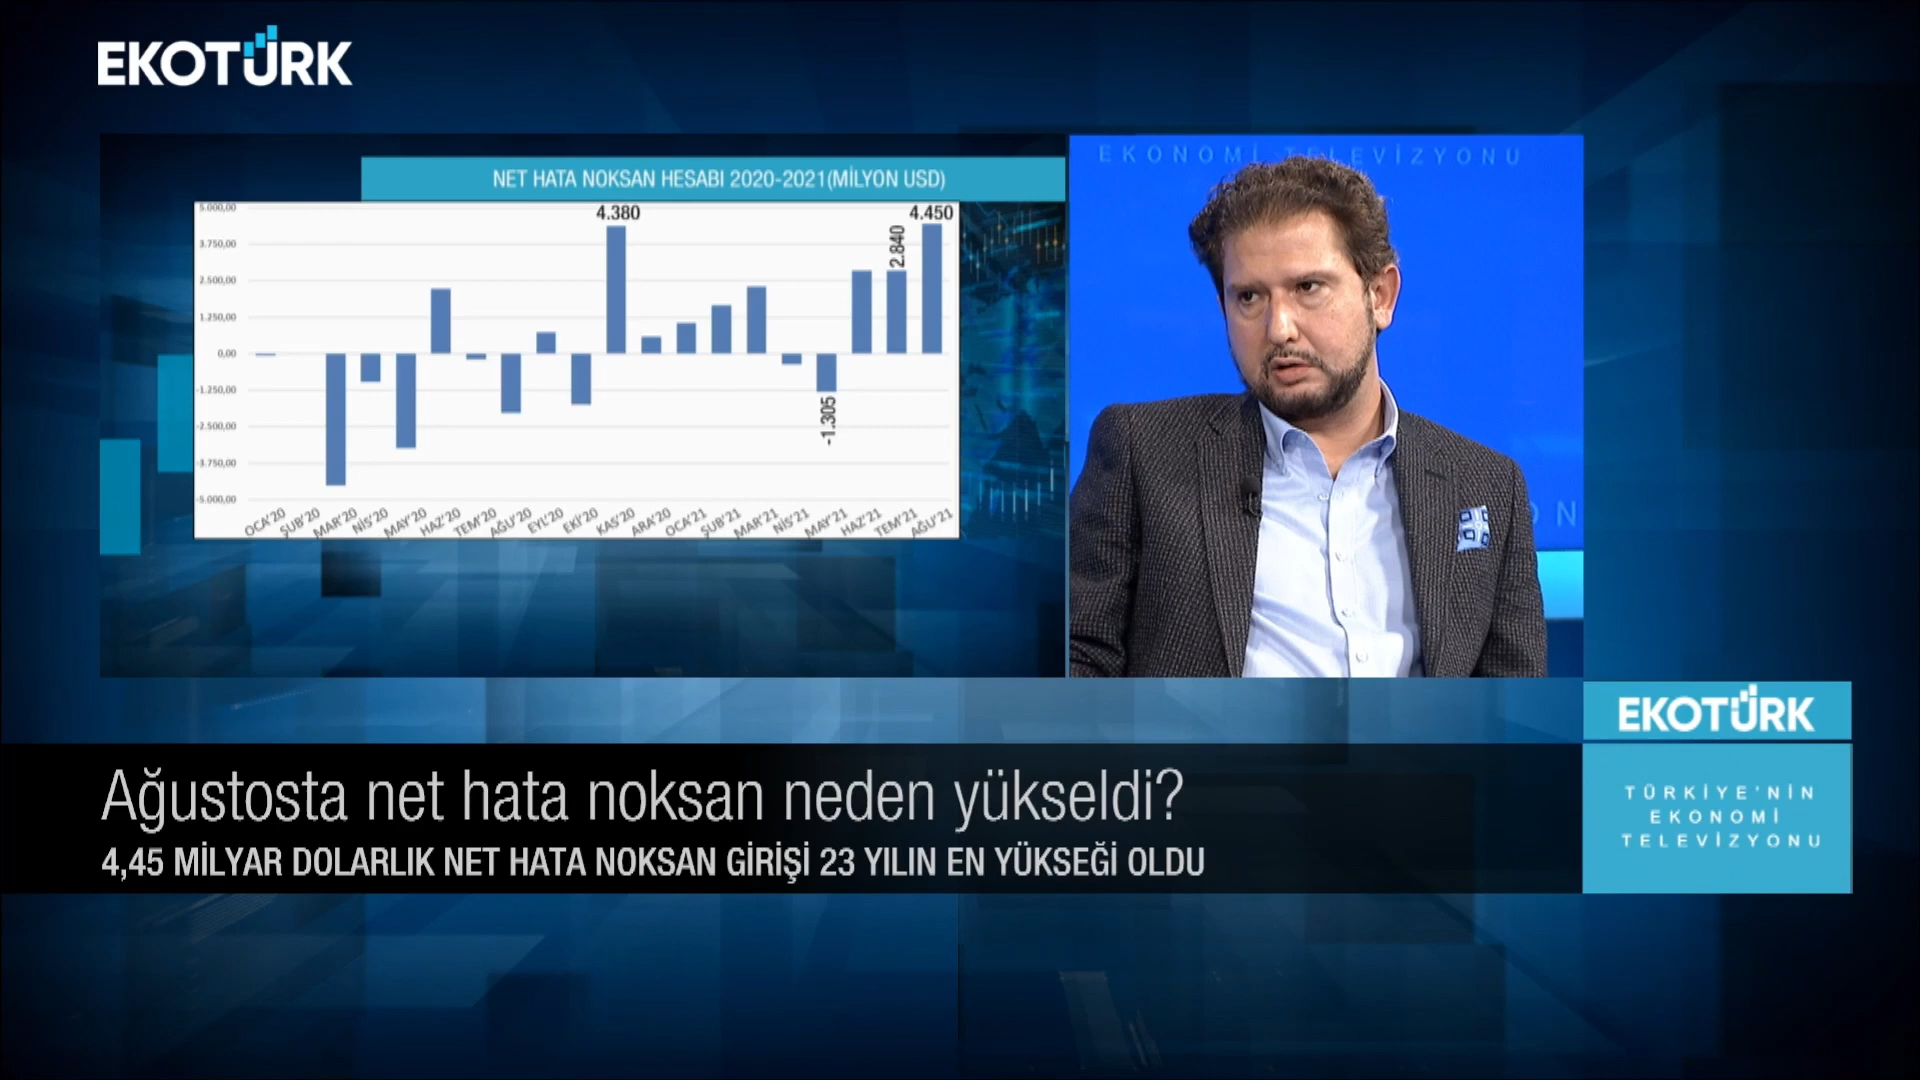 EKOTÜRK
NET HATA NOKSAN HESABI 2020-2021(MİLYON USD)
EKONOMİ TELEVİZYONU
5.000,00
3.750,00
2.500,00
1.250,00
0,00
-1.250,00
-2.500,00
-3.750,00
-5.000,00
4.380
2.840
4.450
-1.305
OCA'20
ŞUB'20
MAR'20
NİS'20
MAY'20
HAZ'20
TEM'20
AĞU'20
EYL'20
EKİ'20
KAS'20
ARA'20
OCA'21
ŞUB'21
MAR'21
NİS'21
MAY'21
HAZ'21
TEM'21
AĞU'21
EKOTÜRK
TÜRKİYE'NİN
EKONOMİ
TELEVİZYONU
Ağustosta net hata noksan neden yükseldi?
4,45 MİLYAR DOLARLIK NET HATA NOKSAN GİRİŞİ 23 YILIN EN YÜKSEĞİ OLDU